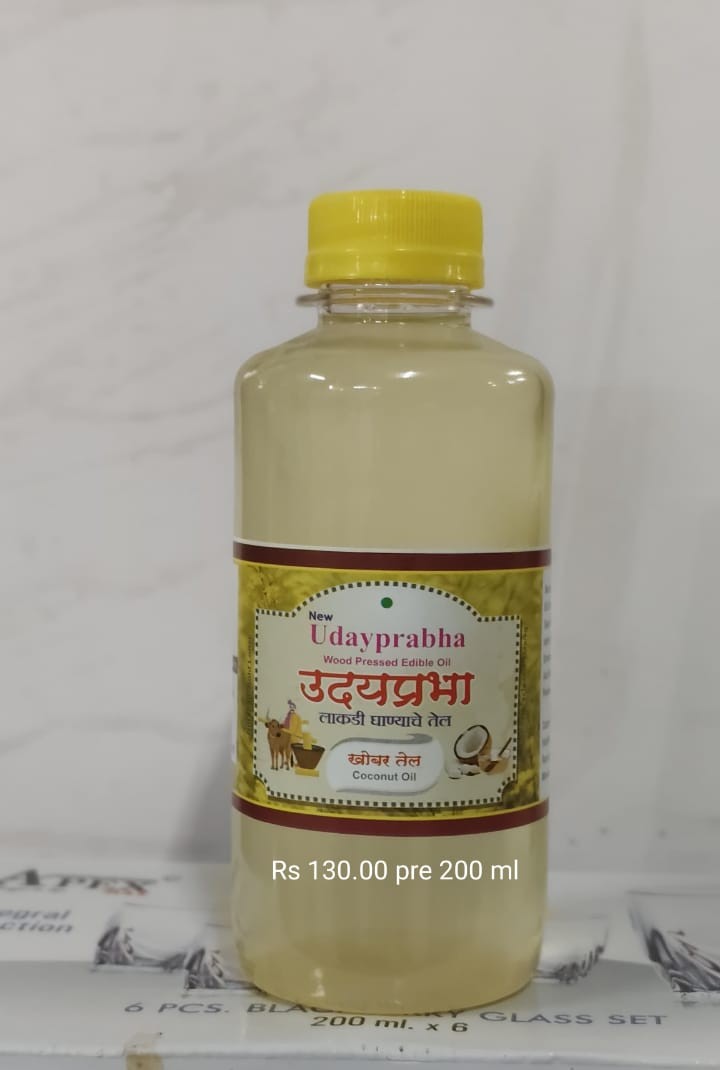 New
Udayprabha
Wood Pressed Edible Oil
उदयप्रभा
लाकडी घाण्याचे तेल
खोबर तेल
Coconut Oil
Rs 130.00 pre 200 ml
APEX
ction
6 PCS.
GLASS SET
200 ml. x 6